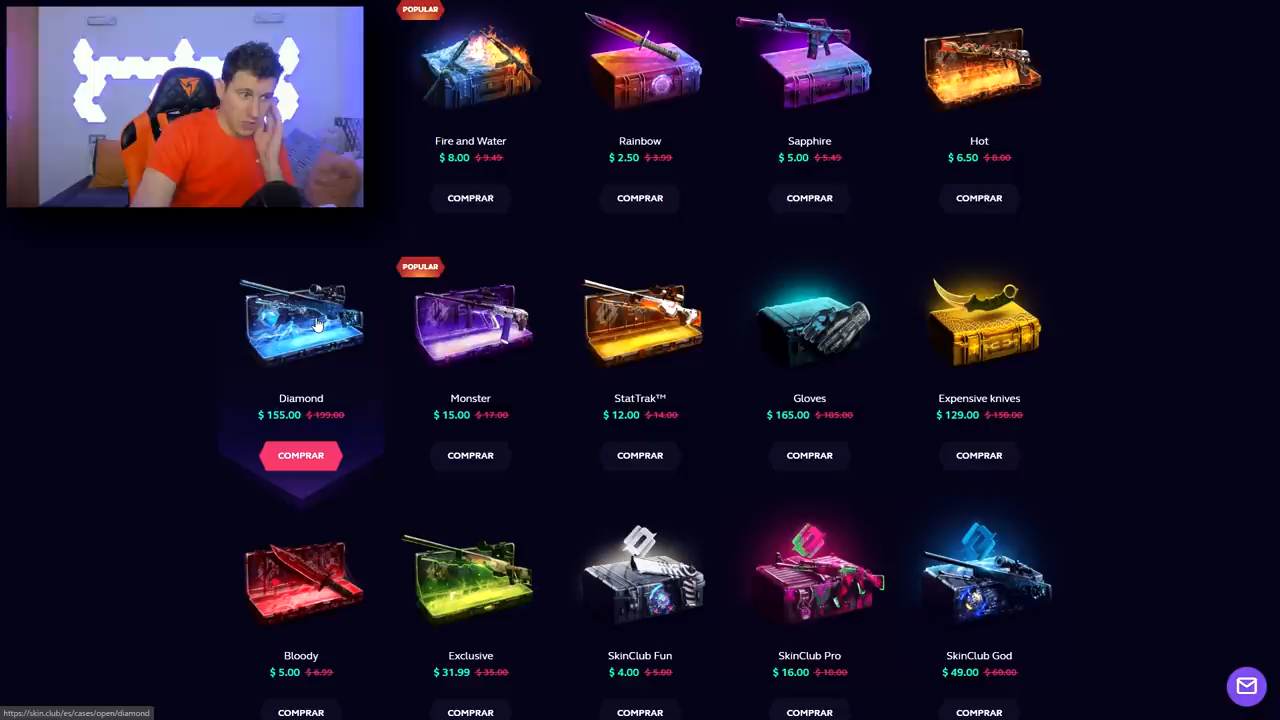 POPULAR
Fire and Water
$ 8.00 $ 9.49
COMPRAR
Rainbow
$ 2.50 $ 3.99
COMPRAR
Sapphire
$ 5.00 $ 5.49
COMPRAR
Hot
$ 6.50 $ 8.00
COMPRAR
Diamond
$ 155.00 $ 199.00
COMPRAR
POPULAR
Monster
$ 15.00 $ 17.00
COMPRAR
StatTrak™
$ 12.00 $ 14.00
COMPRAR
Gloves
$ 165.00 $ 185.00
COMPRAR
Expensive knives
$ 129.00 $ 150.00
COMPRAR
Bloody
$ 5.00 $ 6.99
COMPRAR
Exclusive
$ 31.99 $ 35.00
COMPRAR
SkinClub Fun
$ 4.00 $ 5.00
COMPRAR
SkinClub Pro
$ 16.00 $ 18.00
COMPRAR
SkinClub God
$ 49.00 $ 60.00
COMPRAR
https://skin.club/es/cases/open/diamond